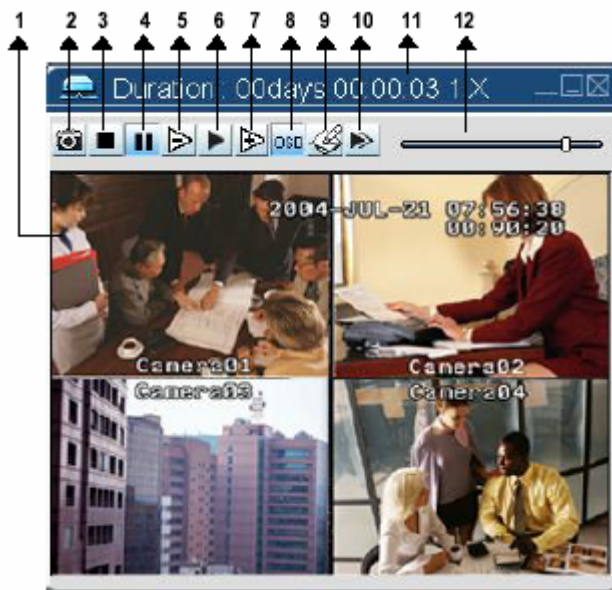 1 2 3 4 5 6 7 8 9 10 11 12
Duration : 00days 00:00:03 1 X
OSD
2004-JUL-21 07:56:38
00:90:20
Camera01
Camera02
Camera03
Camera04